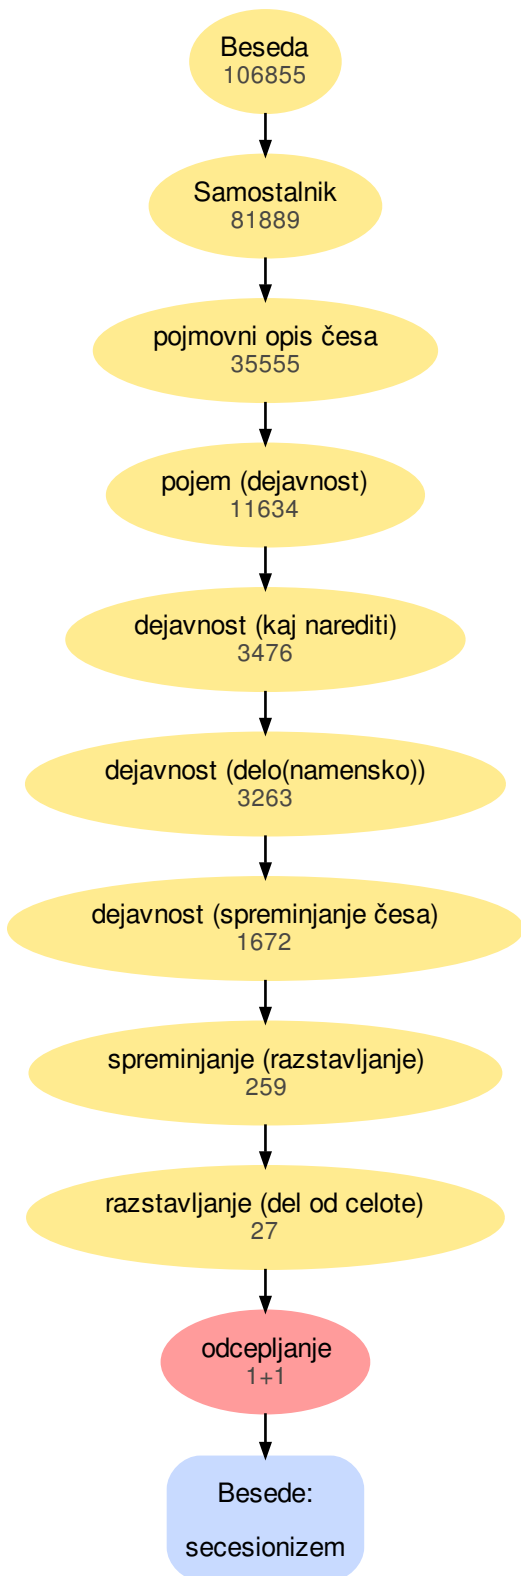 Beseda
106855
Samostalnik
81889
pojmovni opis česa
35555
pojem (dejavnost)
11634
dejavnost (kaj narediti)
3476
dejavnost (delo(namensko))
3263
dejavnost (spreminjanje česa)
1672
spreminjanje (razstavljanje)
259
razstavljanje (del od celote)
27
odcepljanje
1+1
Besede:
secesionizem